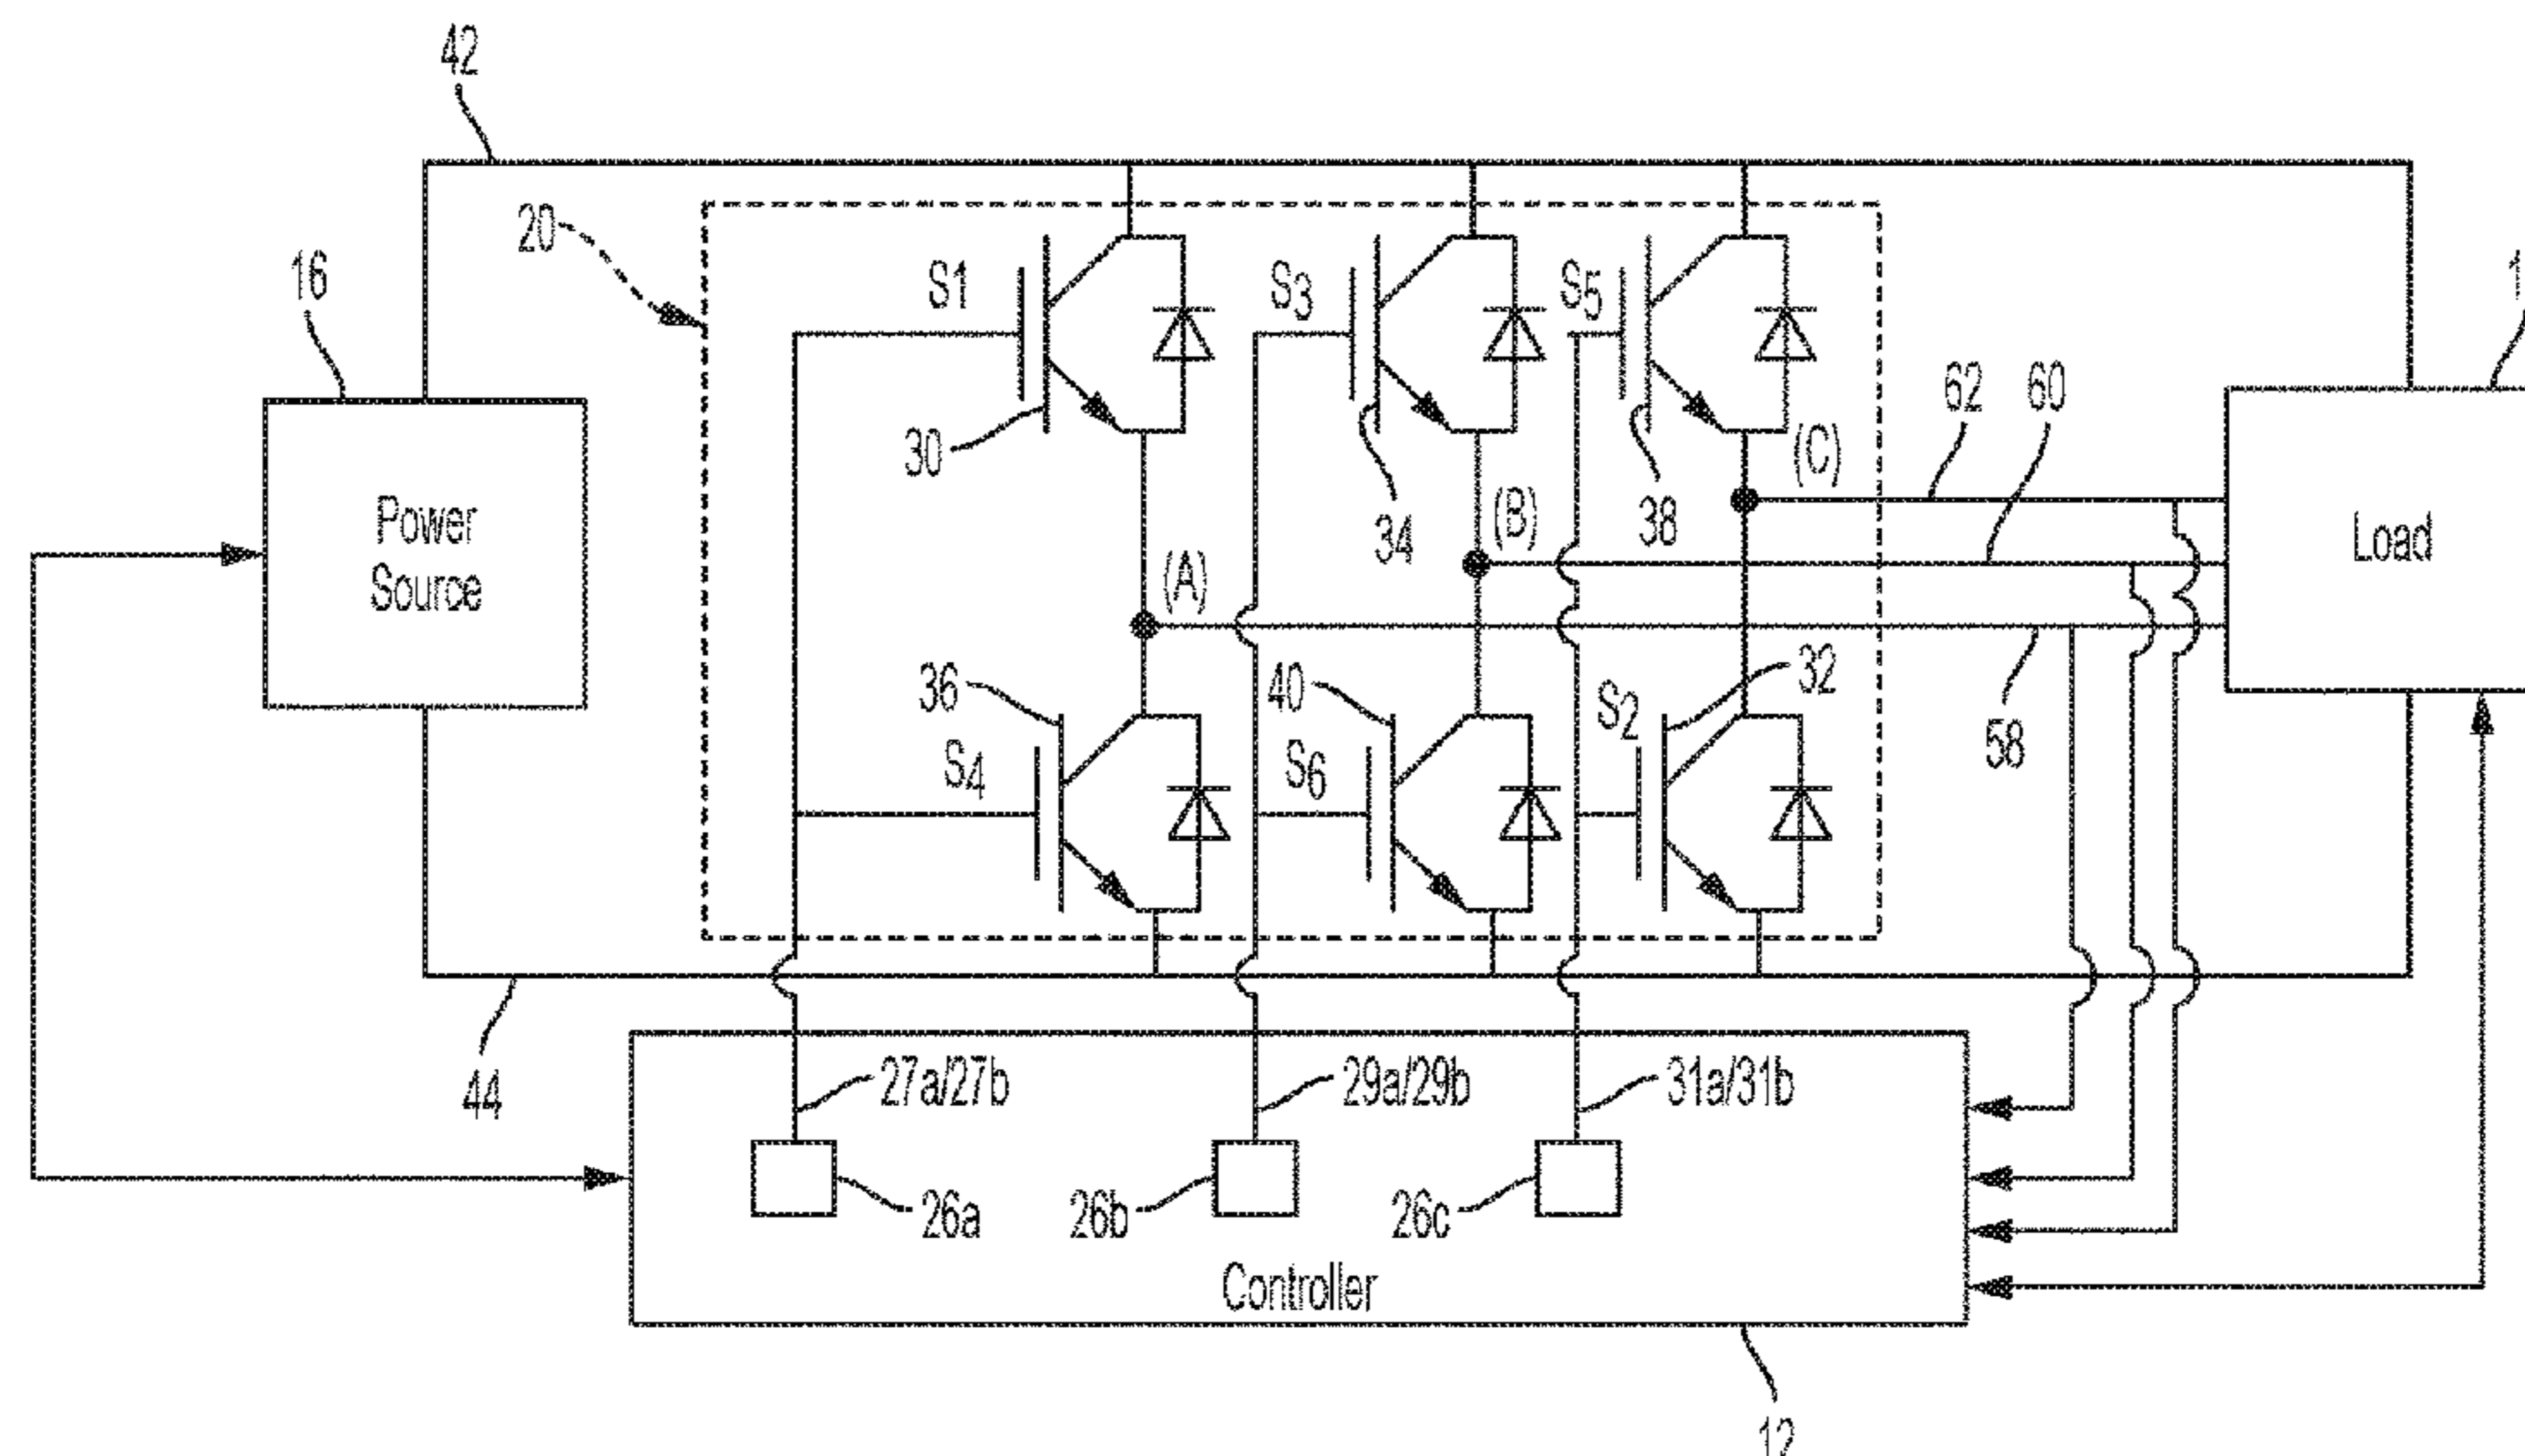 42
20
16
S1
S3
S5
1
62
60
30
34
38
(C)
(B)
(A)
Power
Source
Load
36
40
32
S4
S6
S2
58
44
27a/27b
29a/29b
31a/31b
26a
26b
26c
Controller
12